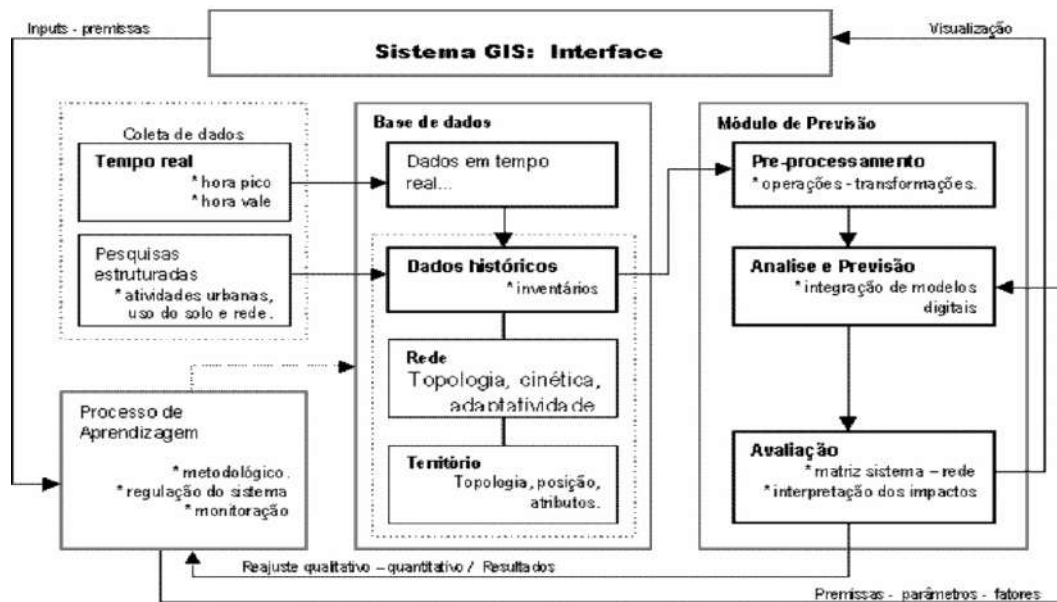 Inputs - premissas
Visualização
Sistema GIS: Interface
Coleta de dados
Tempo real
* hora pico
* hora vale
Pesquisas
estruturadas
* atividades urbanas,
uso do solo e rede.
Base de dados
Dados em tempo
real...
Dados históricos
* inventários
Rede
Topologia, cinética,
adaptatividade
Território
Topologia, posição,
atributos.
Módulo de Previsão
Pre-processamento
* operações - transformações.
Analise e Previsão
* integração de modelos
digitais
Avaliação
* matriz sistema – rede
* interpretação dos impactos
Processo de
Aprendizagem
* metodológico.
* regulação do sistema
* monitoração
Reajuste qualitativo – quantitativo / Resultados
Premissas - parâmetros - fatores